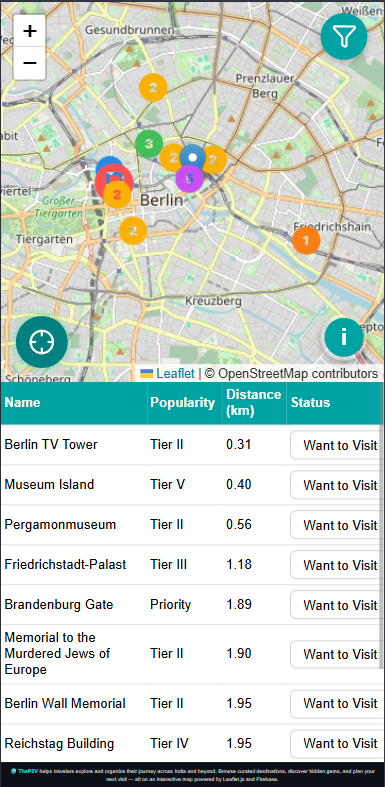 +
−
Gesundbrunnen
Weißens
Prenzlauer
Berg
2
3
2
2
5
abit
viertel
2
Großer
Tiergarten
Berlin
Tiergarten
2
Friedrichshain
1
Kreuzberg
Schöneberg
i
Leaflet | © OpenStreetMap contributors
Name Popularity Distance (km) Status
Berlin TV Tower Tier II 0.31 Want to Visit
Museum Island Tier V 0.40 Want to Visit
Pergamonmuseum Tier II 0.56 Want to Visit
Friedrichstadt-Palast Tier III 1.18 Want to Visit
Brandenburg Gate Priority 1.89 Want to Visit
Memorial to the
Murdered Jews of
Europe
Tier II 1.90 Want to Visit
Berlin Wall Memorial Tier II 1.95 Want to Visit
Reichstag Building Tier IV 1.95 Want to Visit
ThePIV helps travelers explore and organize their journey across India and beyond. Browse curated destinations, discover hidden gems, and plan your
next visit — all on an interactive map powered by Leaflet.js and Firebase.